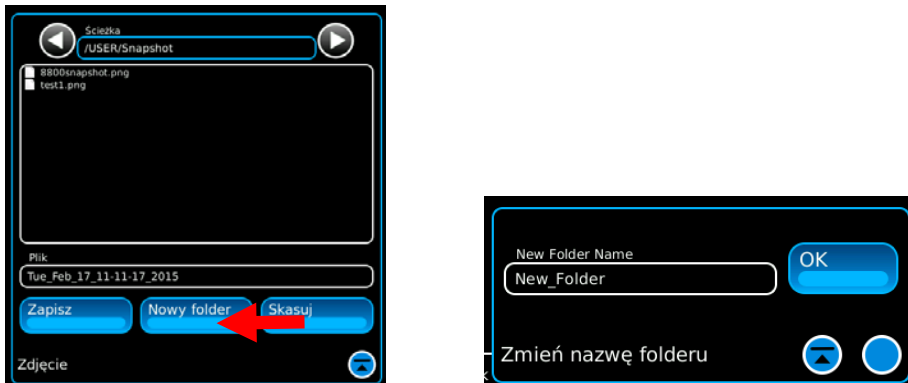 Ścieżka
/USER/Snapshot
8800snapshot.png
test1.png
Plik
Tue_Feb_17_11-11-17_2015
Zapisz
Nowy folder
Skasuj
Zdjęcie
New Folder Name
New_Folder
OK
Zmień nazwę folderu